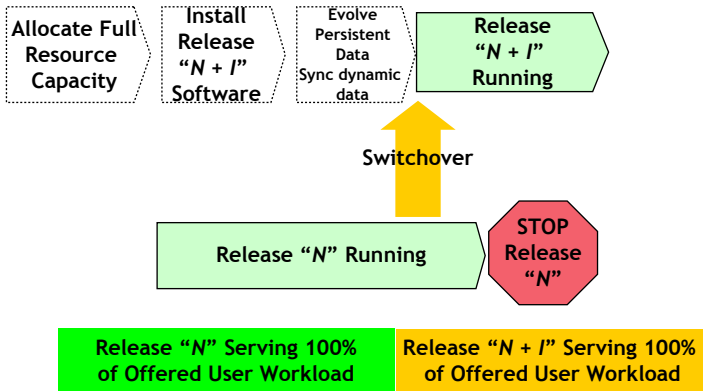 Allocate Full
Resource
Capacity
Install
Release
“N + I”
Software
Evolve
Persistent
Data
Sync dynamic
data
Release
“N + I”
Running
Switchover
Release “N” Running
STOP
Release
“N”
Release “N” Serving 100%
of Offered User Workload
Release “N + I” Serving 100%
of Offered User Workload